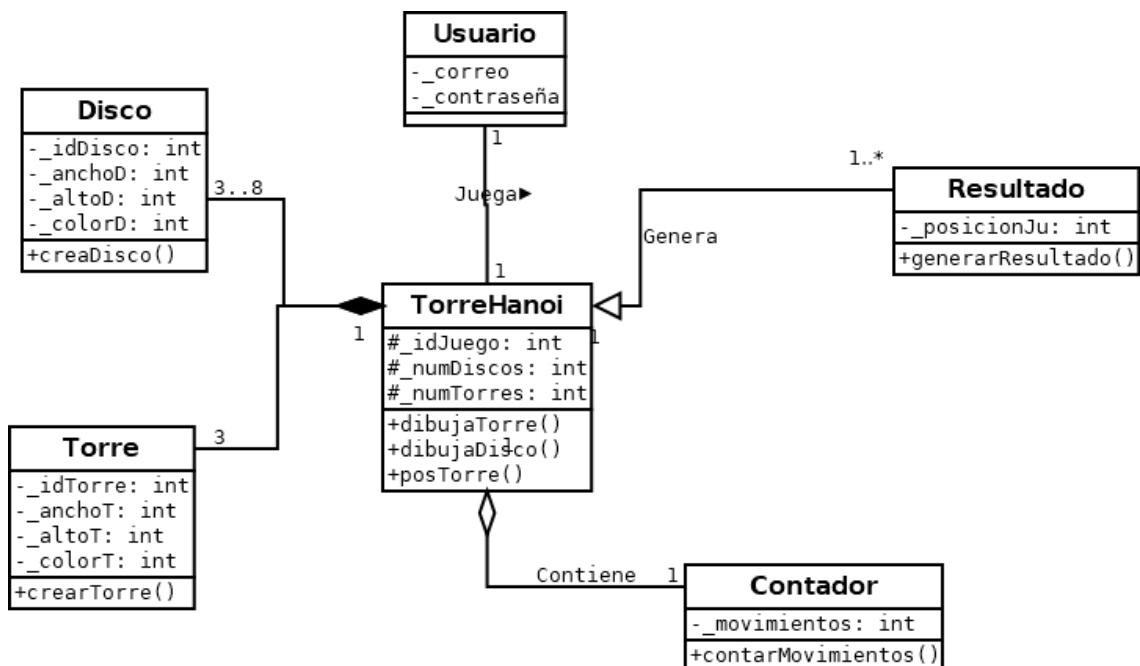 Usuario
-_correo
-_contraseña
1
Juega▶
1
Disco
-_idDisco: int
-_anchoD: int
-_altoD: int
-_colorD: int
+creaDisco()
3..8
1..*
Resultado
-_posicionJu: int
+generarResultado()
Genera
1
TorreHanoi
#_idJuego: int
#_numDiscos: int
#_numTorres: int
+dibujaTorre()
+dibujaDisco()
+posTorre()
1
1
Torre
-_idTorre: int
-_anchoT: int
-_altoT: int
-_colorT: int
+crearTorre()
3
Contiene
1
Contador
-_movimientos: int
+contarMovimientos()